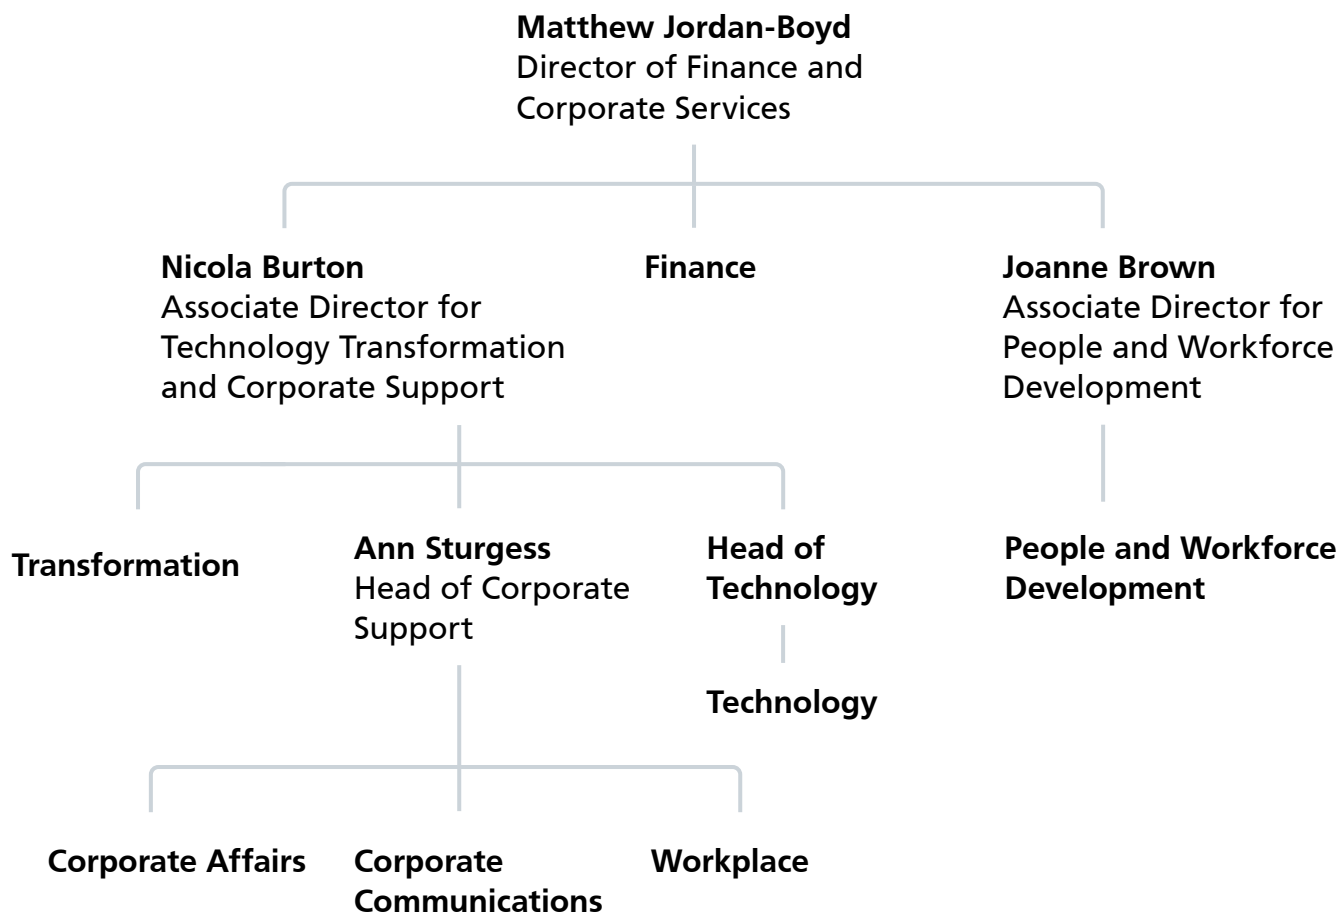 Matthew Jordan-Boyd
Director of Finance and
Corporate Services
Nicola Burton
Associate Director for
Technology Transformation
and Corporate Support
Finance
Joanne Brown
Associate Director for
People and Workforce
Development
Transformation
Ann Sturgess
Head of Corporate
Support
Head of
Technology
Technology
People and Workforce
Development
Corporate Affairs
Corporate
Communications
Workplace